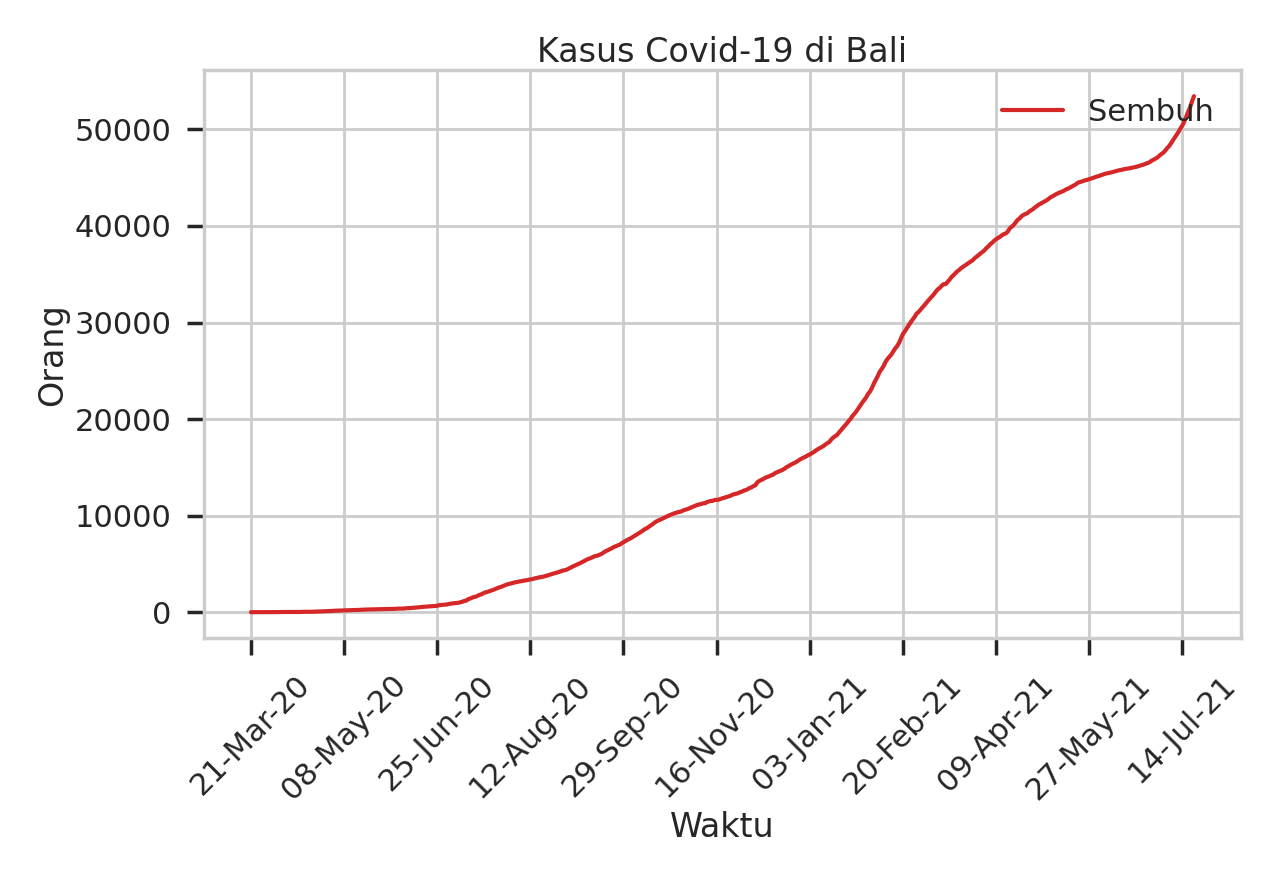 Kasus Covid-19 di Bali
Sembuh
50000
40000
30000
20000
10000
0
Orang
21-Mar-20
08-May-20
25-Jun-20
12-Aug-20
29-Sep-20
16-Nov-20
03-Jan-21
20-Feb-21
09-Apr-21
27-May-21
14-Jul-21
Waktu